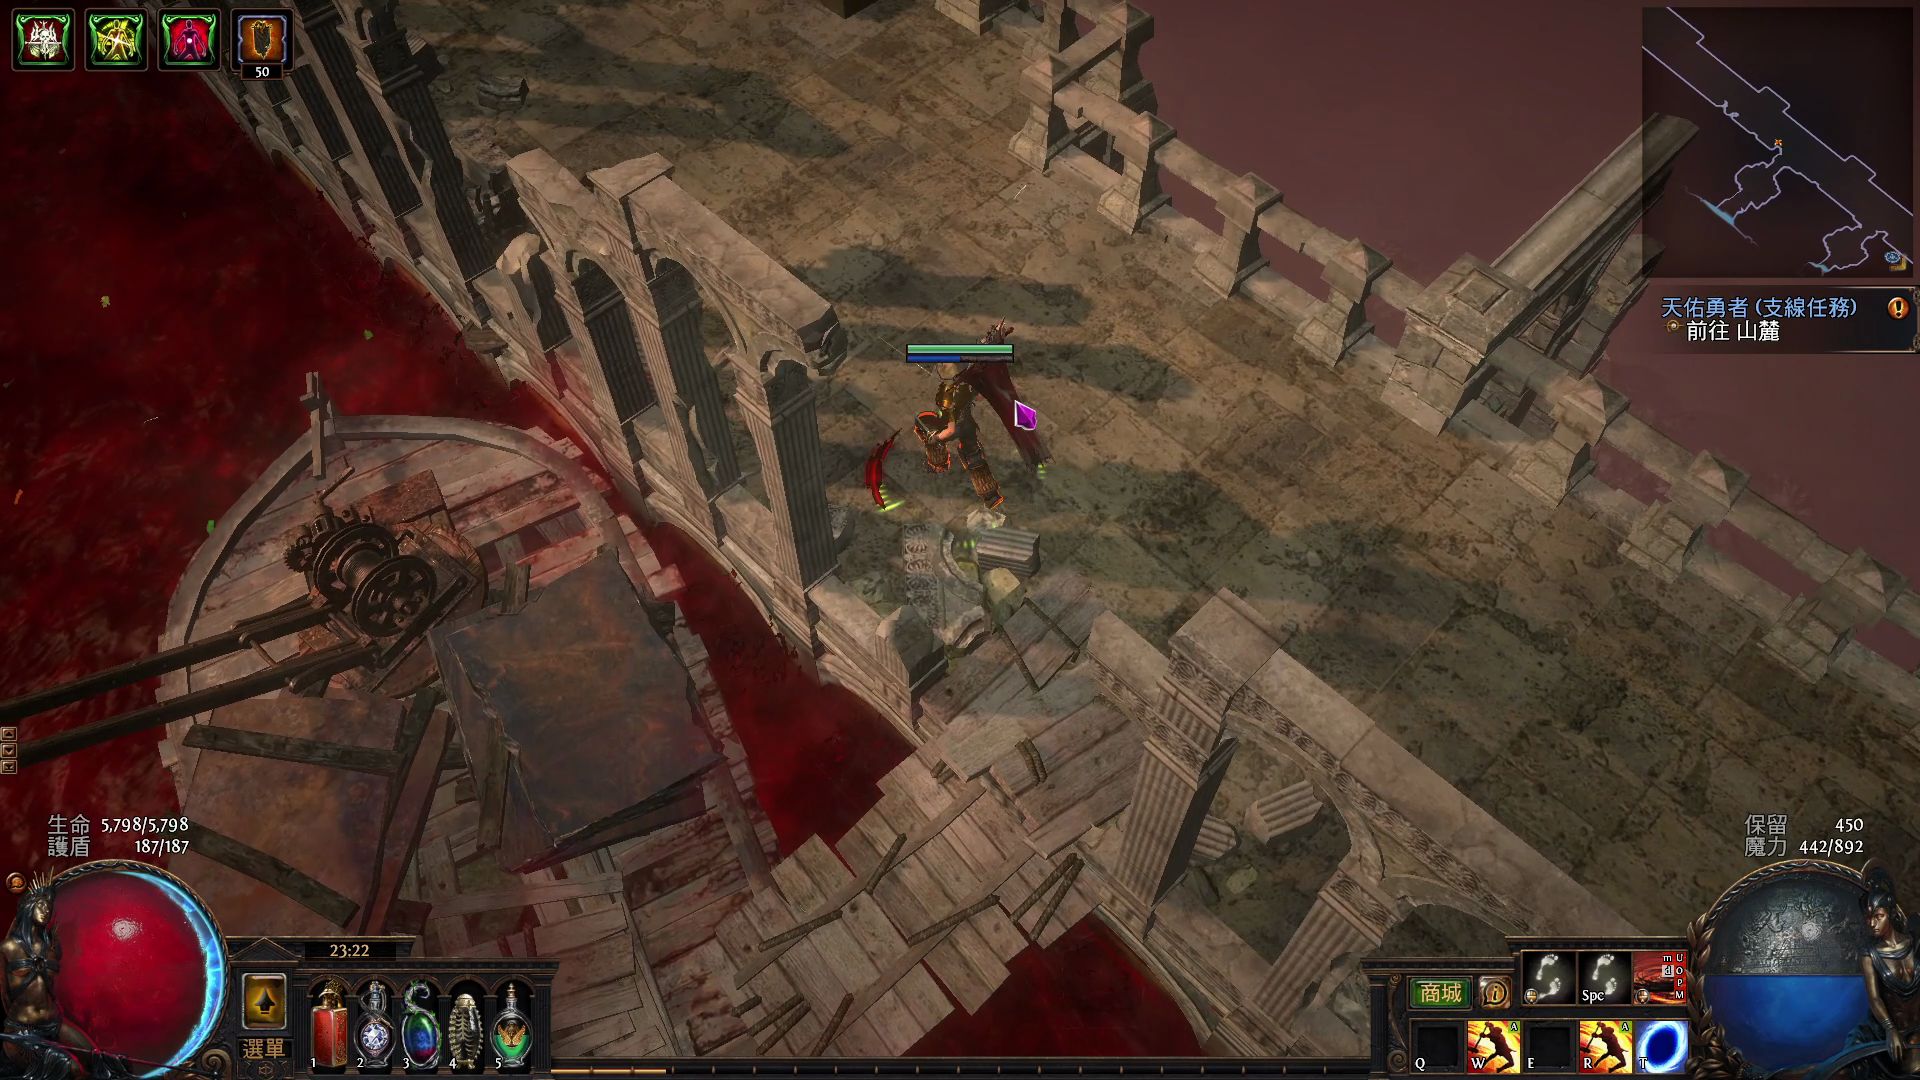 50
天佑勇者 (支線任務)
前往 山麓
生命 5,798/5,798
護盾 187/187
保留 450
魔力 442/892
23:22
選單
1 2 3 4 5
商城
Spc
Q W E R T
A A